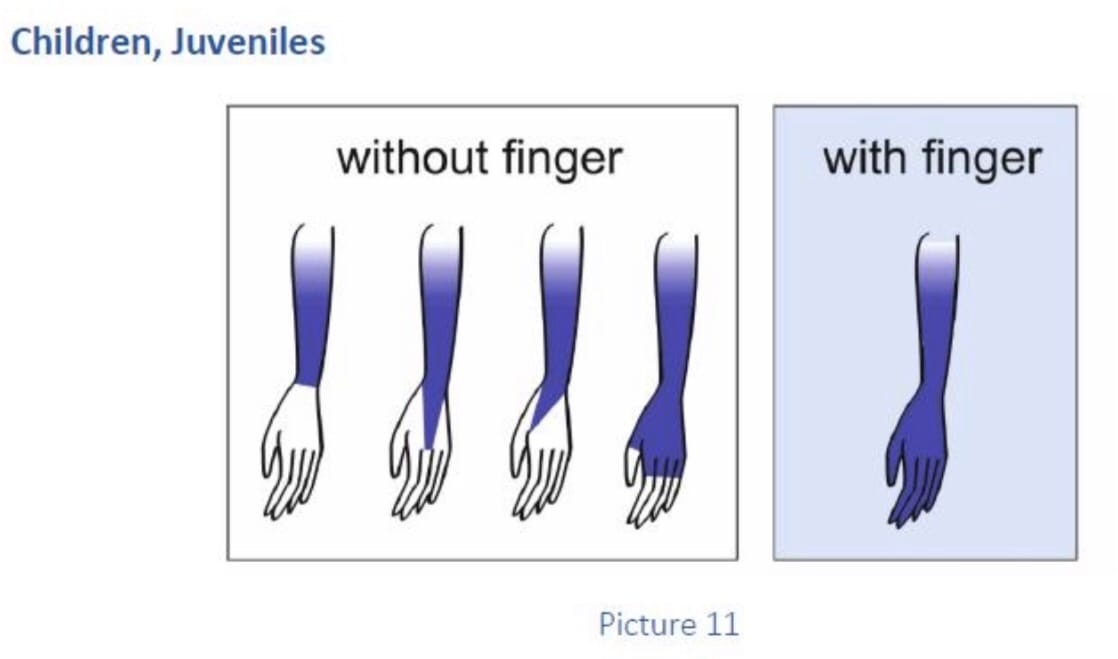 Children, Juveniles
without finger
with finger
Picture 11